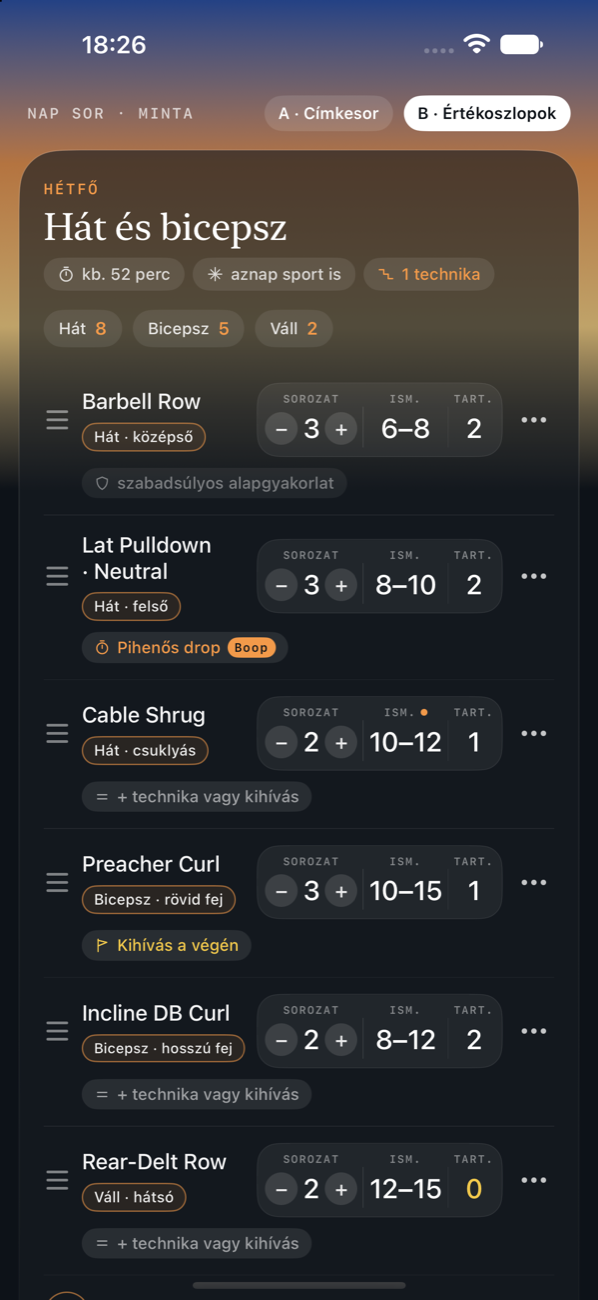 18:26
NAP SOR · MINTA
A · Címkesor
B · Értékoszlopok
HÉTFŐ
Hát és bicepsz
kb. 52 perc
aznap sport is
1 technika
Hát 8
Bicepsz 5
Váll 2
Barbell Row
Hát · középső
SOROZAT ISM. TART.
− 3 + 6–8 2
szabadsúlyos alapgyakorlat
Lat Pulldown
· Neutral
Hát · felső
SOROZAT ISM. TART.
− 3 + 8–10 2
Pihenős drop Boop
Cable Shrug
Hát · csuklyás
SOROZAT ISM. TART.
− 2 + 10–12 1
+ technika vagy kihívás
Preacher Curl
Bicepsz · rövid fej
SOROZAT ISM. TART.
− 3 + 10–15 1
Kihívás a végén
Incline DB Curl
Bicepsz · hosszú fej
SOROZAT ISM. TART.
− 2 + 8–12 2
+ technika vagy kihívás
Rear-Delt Row
Váll · hátsó
SOROZAT ISM. TART.
− 2 + 12–15 0
+ technika vagy kihívás